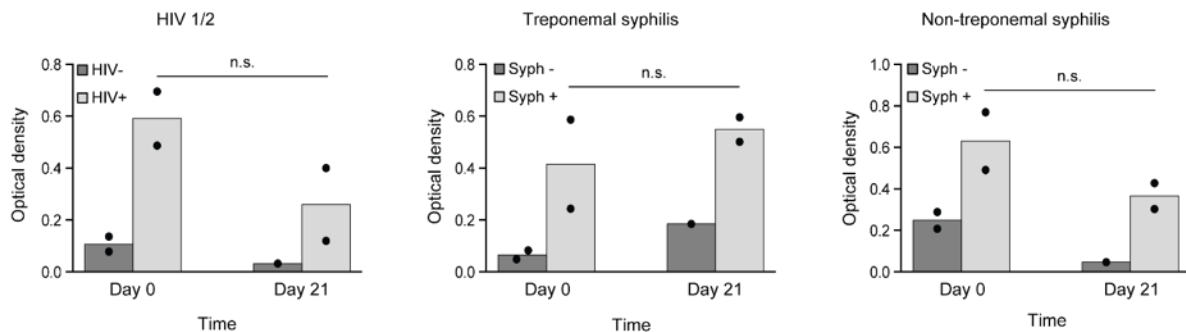 HIV 1/2
Optical density
0.8
0.6
0.4
0.2
0.0
HIV-
HIV+
n.s.
Day 0
Day 21
Time
Treponemal syphilis
Optical density
0.8
0.6
0.4
0.2
0.0
Syph -
Syph +
n.s.
Day 0
Day 21
Time
Non-treponemal syphilis
Optical density
1.0
0.8
0.6
0.4
0.2
0.0
Syph -
Syph +
n.s.
Day 0
Day 21
Time